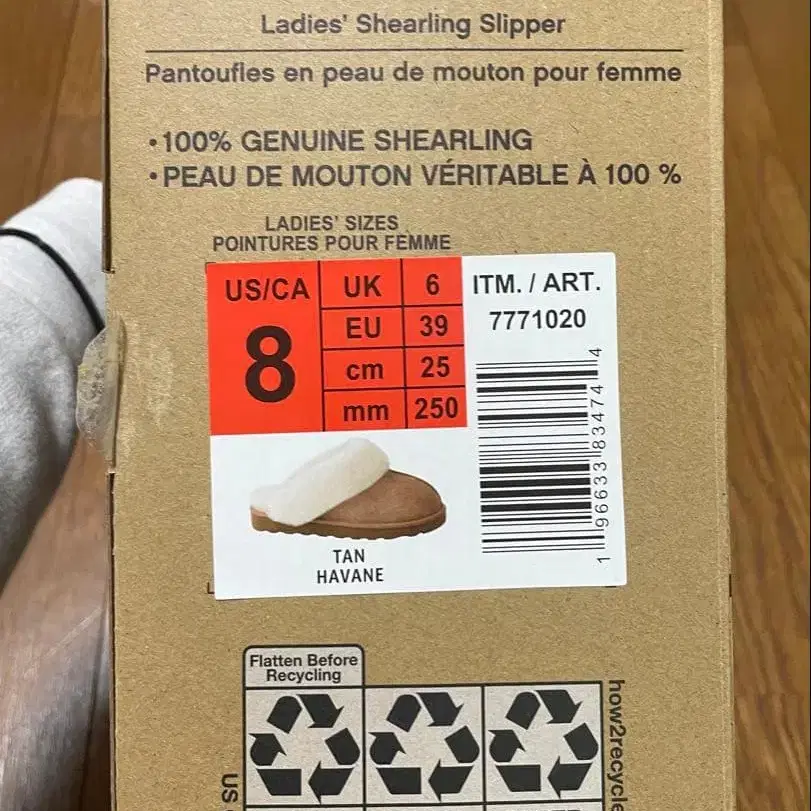 Ladies' Shearling Slipper
Pantoufles en peau de mouton pour femme
•100% GENUINE SHEARLING
•PEAU DE MOUTON VÉRITABLE À 100 %
LADIES' SIZES
POINTURES POUR FEMME
US/CA
8
UK 6
EU 39
cm 25
mm 250
ITM. / ART.
7771020
1 96633 83474 4
TAN
HAVANE
Flatten Before
Recycling
how2recycle
US